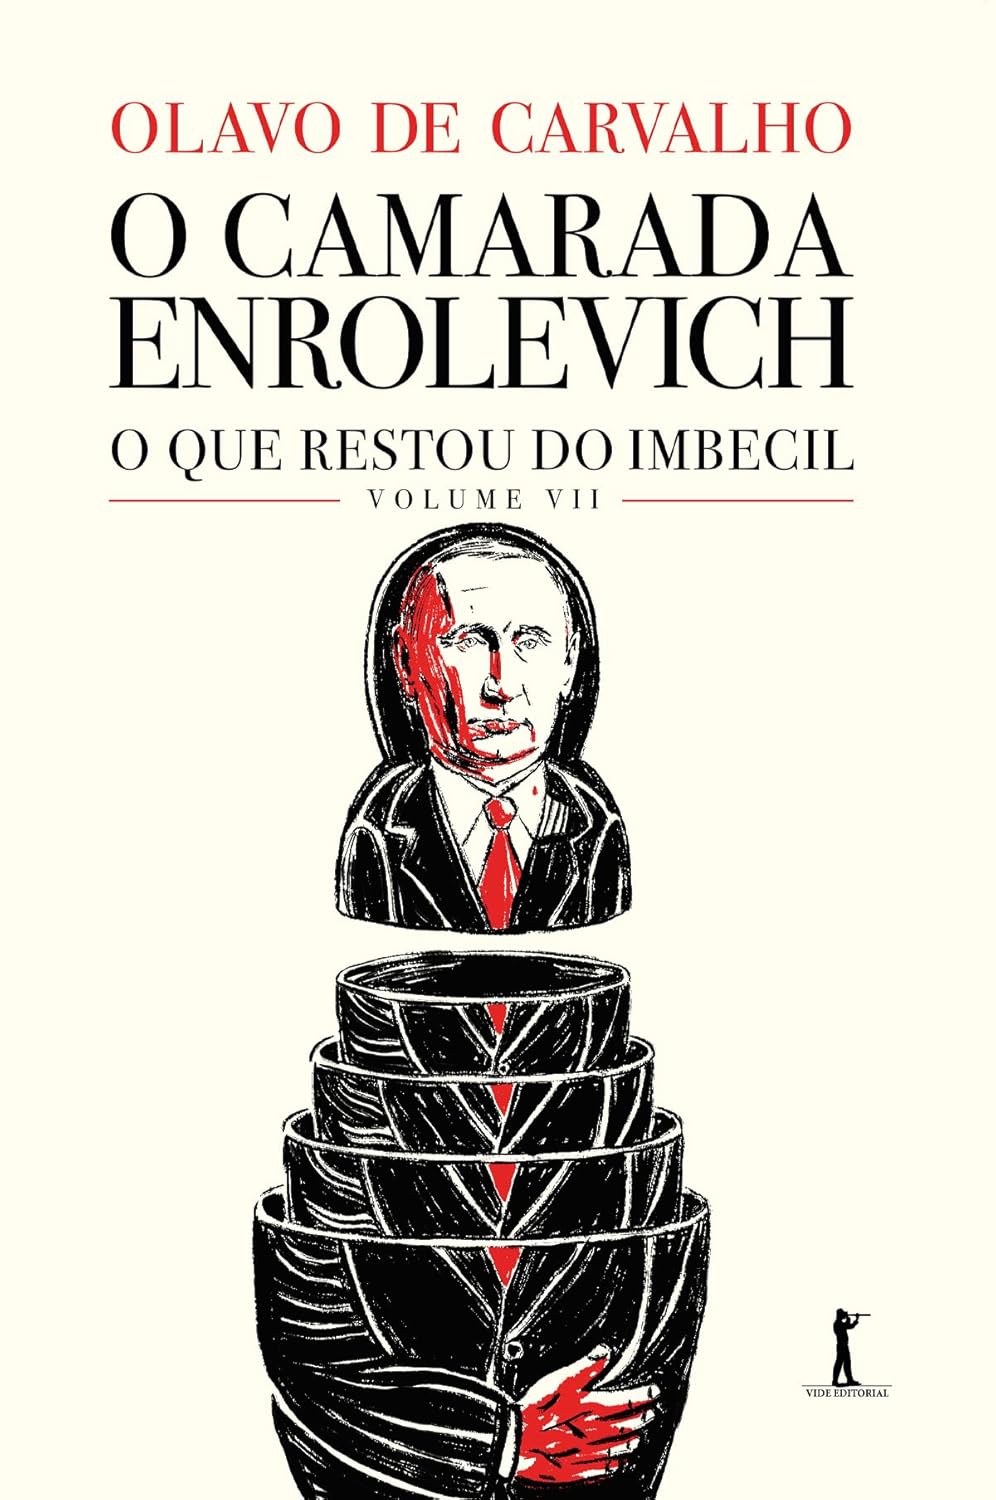 OLAVO DE CARVALHO
O CAMARADA
ENROLEVICH
O QUE RESTOU DO IMBECIL
VOLUME VII
VIDE EDITORIAL